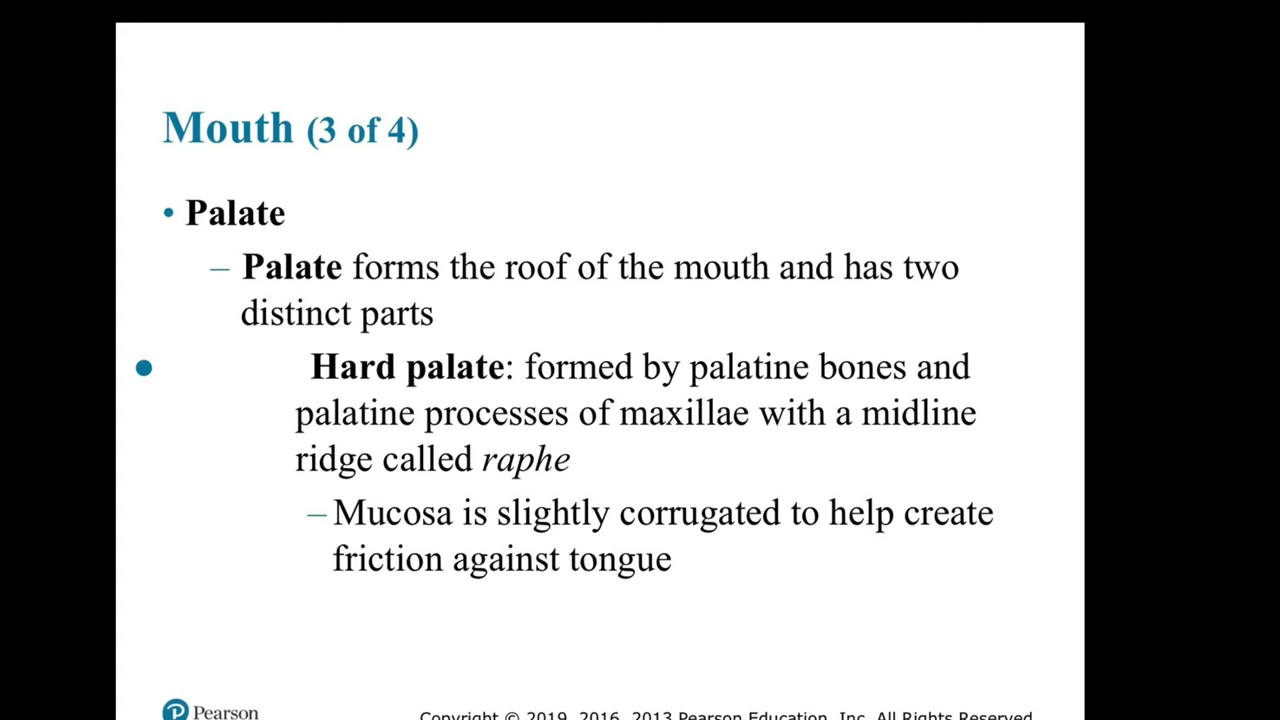 Mouth (3 of 4)
• Palate
– Palate forms the roof of the mouth and has two
distinct parts
• Hard palate: formed by palatine bones and
palatine processes of maxillae with a midline
ridge called raphe
– Mucosa is slightly corrugated to help create
friction against tongue
Pearson
Copyright © 2019, 2016, 2013 Pearson Education, Inc. All Rights Reserved